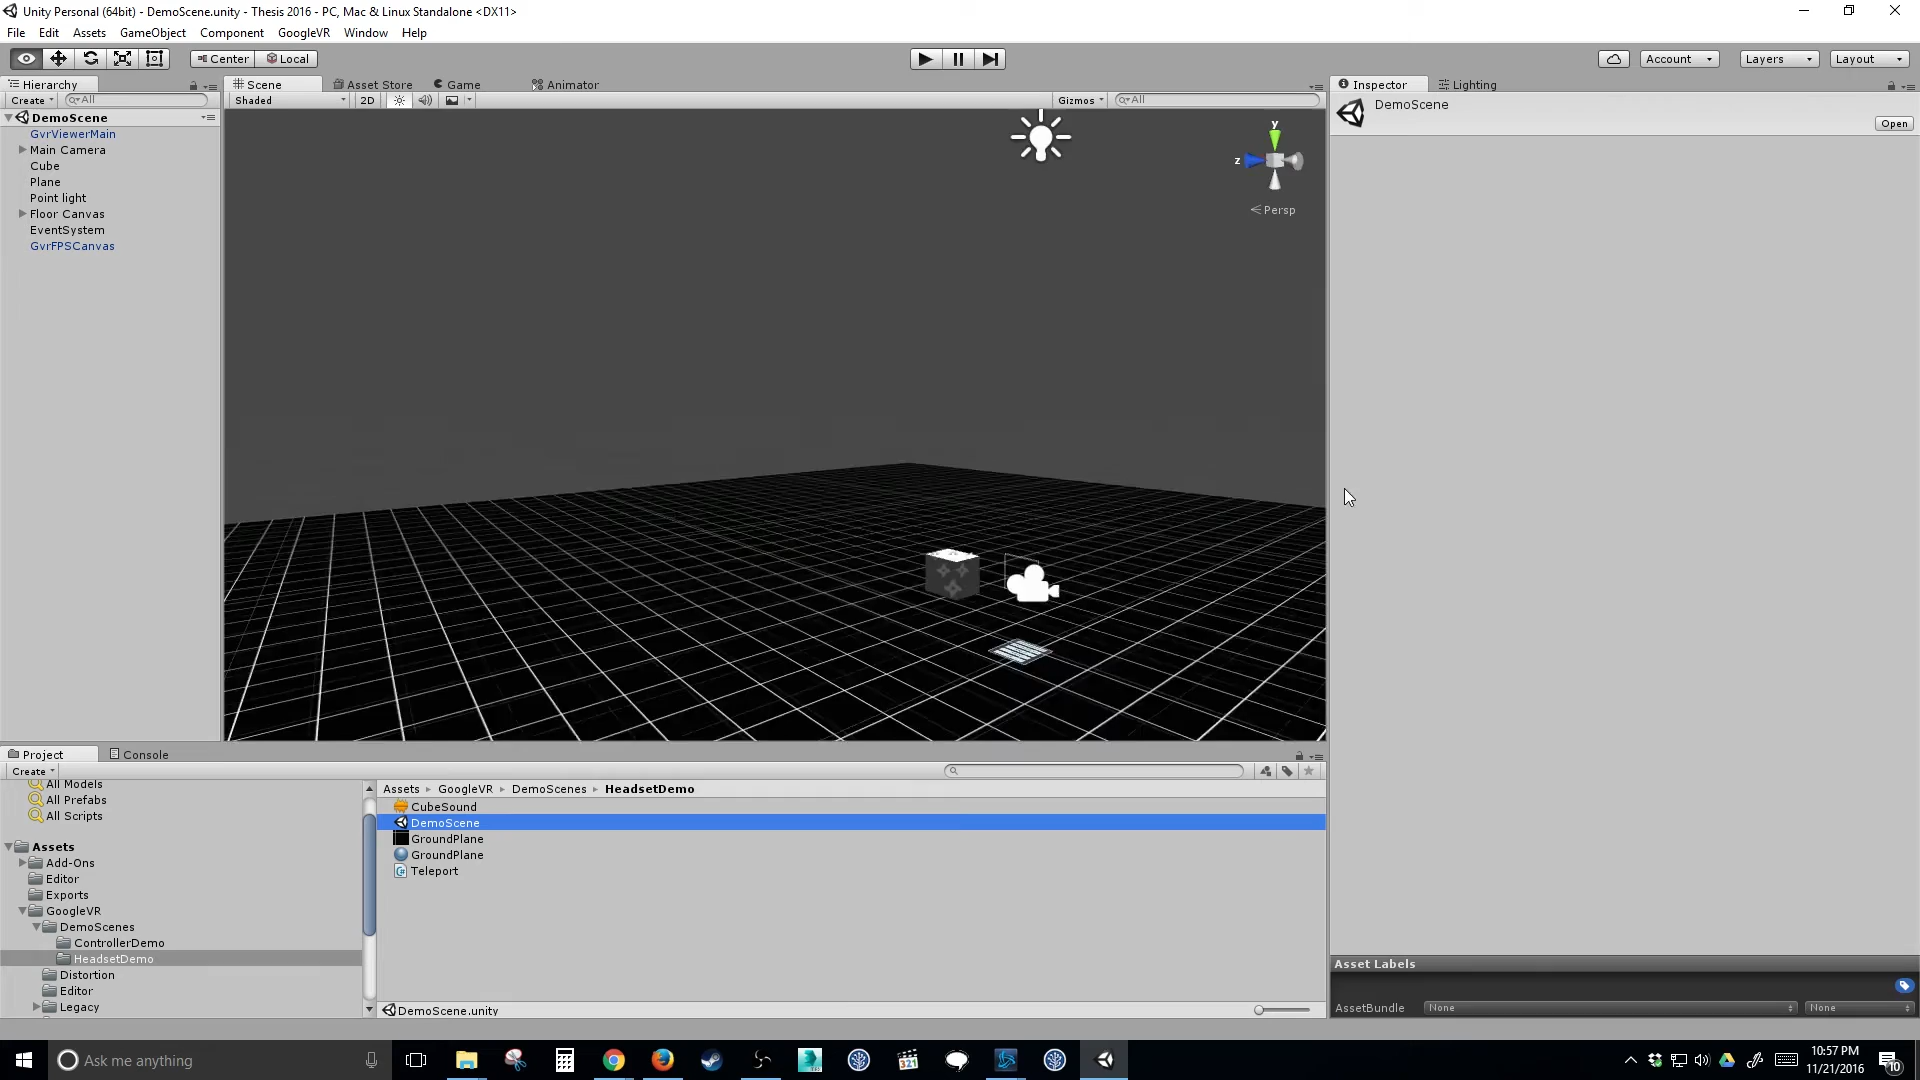 Unity Personal (64bit) - DemoScene.unity - Thesis 2016 - PC, Mac & Linux Standalone <DX11>
File Edit Assets GameObject Component GoogleVR Window Help
Center Local Account Layers Layout
Hierarchy
Create All
DemoScene
GvrViewerMain
Main Camera
Cube
Plane
Point light
Floor Canvas
EventSystem
GvrFPSCanvas
Scene Asset Store Game Animator
Shaded 2D Gizmos All
y
z
Persp
Inspector Lighting
DemoScene
Open
Project Console
Create
All Models
All Prefabs
All Scripts
Assets
Add-Ons
Editor
Exports
GoogleVR
DemoScenes
ControllerDemo
HeadsetDemo
Distortion
Editor
Legacy
Assets GoogleVR DemoScenes HeadsetDemo
CubeSound
DemoScene
GroundPlane
GroundPlane
Teleport
DemoScene.unity
Asset Labels
AssetBundle None None
Ask me anything
321
10:57 PM
11/21/2016
10